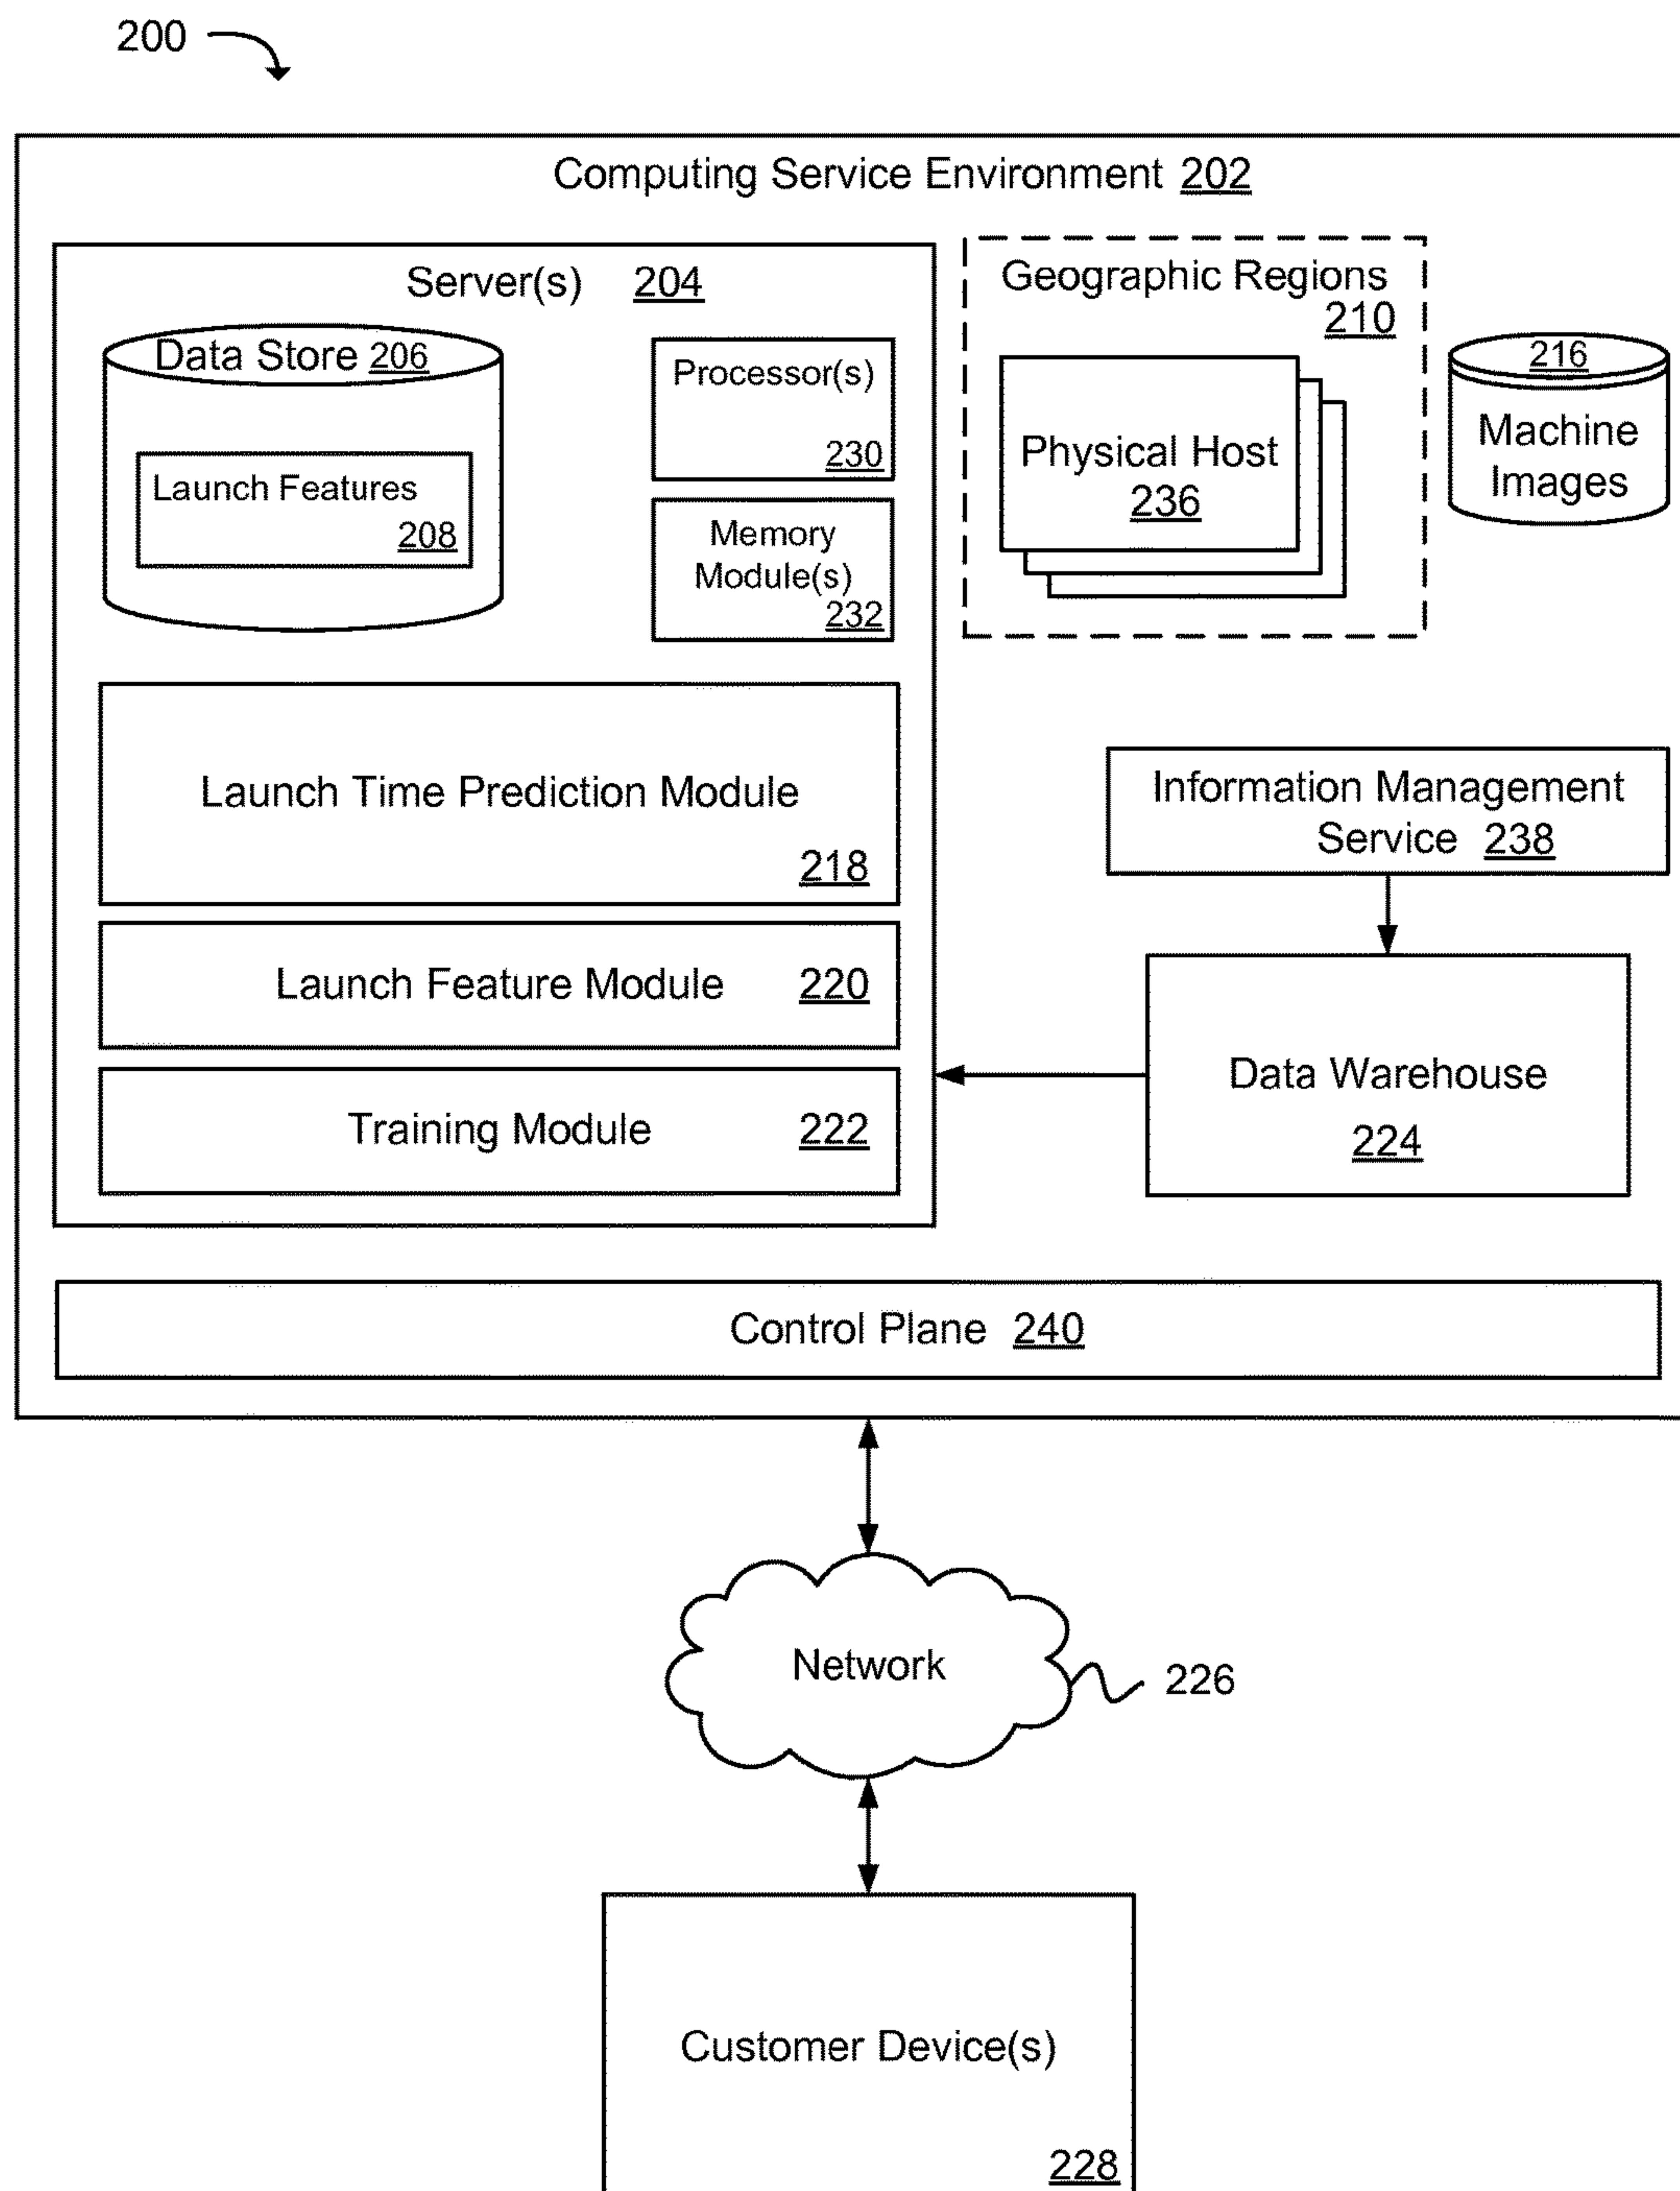 200
Computing Service Environment 202
Server(s) 204
Data Store 206
Launch Features
208
Processor(s)
230
Memory
Module(s)
232
Geographic Regions
210
Physical Host
236
216
Machine
Images
Launch Time Prediction Module
218
Launch Feature Module 220
Training Module 222
Information Management
Service 238
Data Warehouse
224
Control Plane 240
Network
226
Customer Device(s)
228